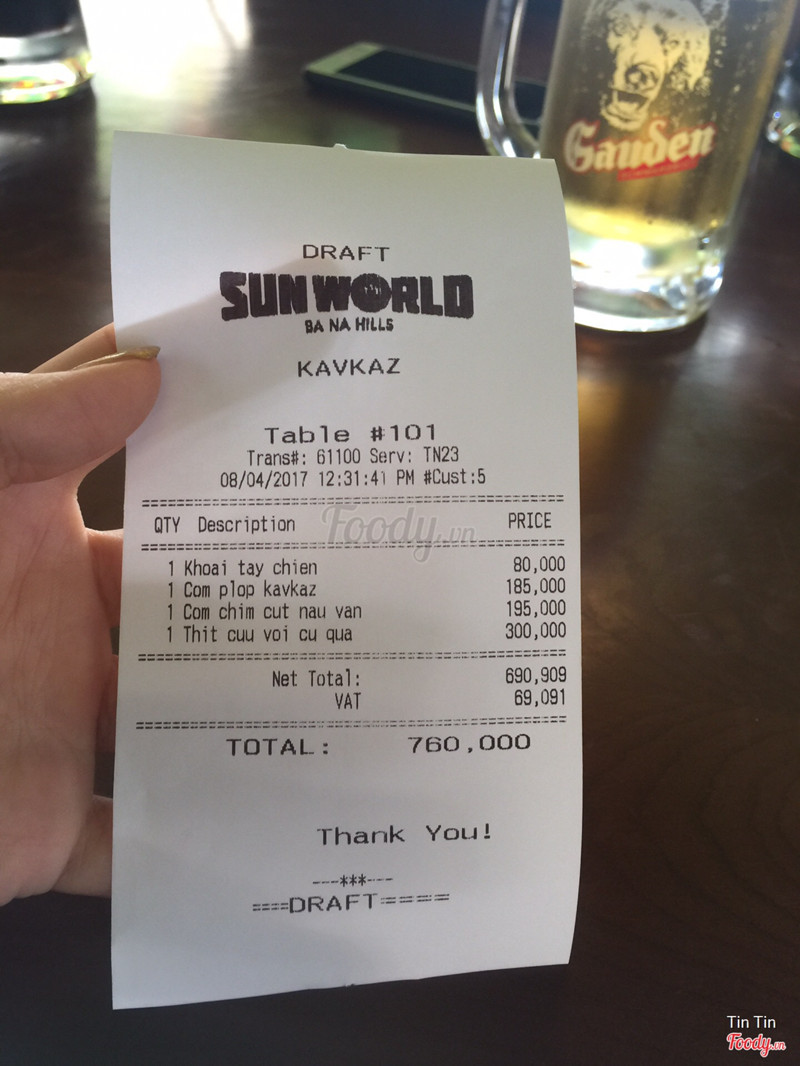 Gauden
DRAFT
SUN WORLD
BA NA HILLS
KAVKAZ
Table #101
Trans#: 61100 Serv: TN23
08/04/2017 12:31:41 PM #Cust:5
QTY Description PRICE
Foody.vn
1 Khoai tay chien 80,000
1 Com plop kavkaz 185,000
1 Com chim cut nau van 195,000
1 Thit cuu voi cu qua 300,000
Net Total: 690,909
VAT 69,091
TOTAL: 760,000
Thank You!
---***---
====DRAFT====
Tin Tin
Foody.vn